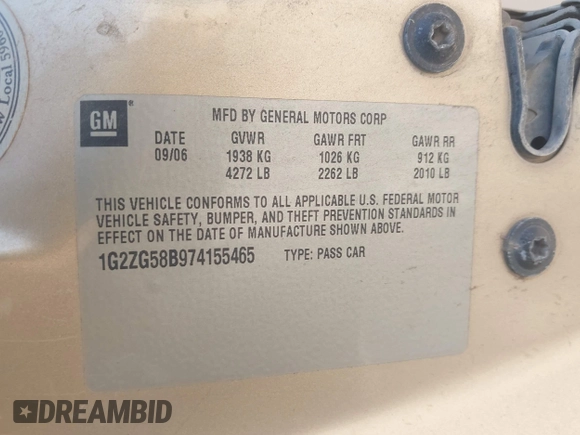 w Local 5960
GM
MFD BY GENERAL MOTORS CORP
DATE GVWR GAWR FRT GAWR RR
09/06 1938 KG 1026 KG 912 KG
4272 LB 2262 LB 2010 LB
THIS VEHICLE CONFORMS TO ALL APPLICABLE U.S. FEDERAL MOTOR
VEHICLE SAFETY, BUMPER, AND THEFT PREVENTION STANDARDS IN
EFFECT ON THE DATE OF MANUFACTURE SHOWN ABOVE.
1G2ZG58B974155465 TYPE: PASS CAR
DREAMBID